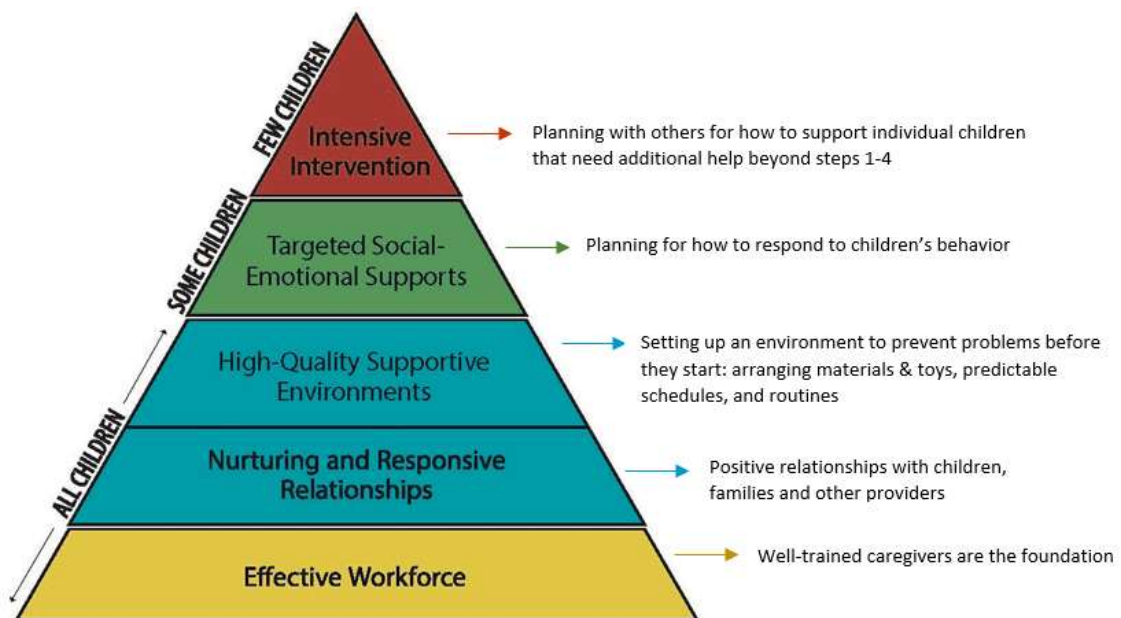 FEW CHILDREN
Intensive
Intervention
Planning with others for how to support individual children
that need additional help beyond steps 1-4
SOME CHILDREN
Targeted Social-
Emotional Supports
Planning for how to respond to children’s behavior
High-Quality Supportive
Environments
Setting up an environment to prevent problems before
they start: arranging materials & toys, predictable
schedules, and routines
ALL CHILDREN
Nurturing and Responsive
Relationships
Positive relationships with children,
families and other providers
Effective Workforce
Well-trained caregivers are the foundation